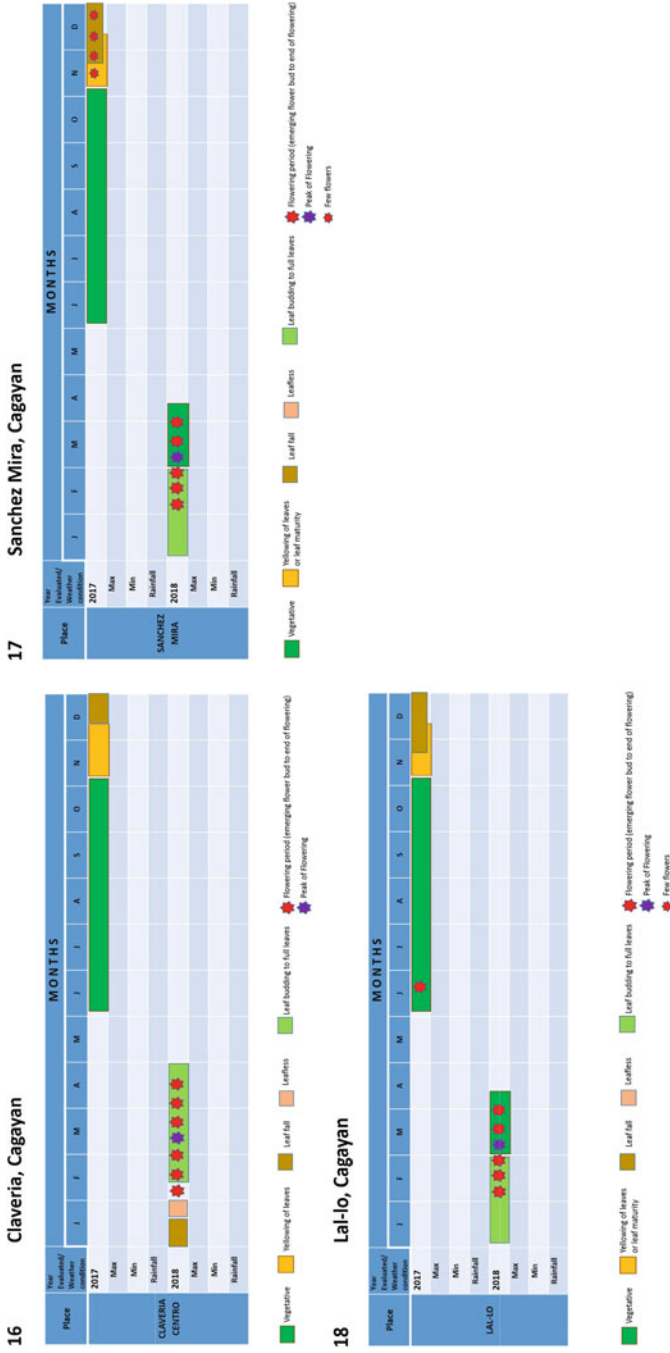 16
Claveria, Cagayan
Place
Year Evaluated/ Weather condition
MONTHS
J F M A M J J A S O N D
CLAVERIA CENTRO
2017
Max
Min
Rainfall
2018
Max
Min
Rainfall
Vegetative
Yellowing of leaves
Leaf fall
Leafless
Leaf budding to full leaves
Flowering period (emerging flower bud to end of flowering)
Peak of Flowering
17
Sanchez Mira, Cagayan
Place
Year Evaluated/ Weather condition
MONTHS
J F M A M J J A S O N D
SANCHEZ MIRA
2017
Max
Min
Rainfall
2018
Max
Min
Rainfall
Vegetative
Yellowing of leaves
or leaf maturity
Leaf fall
Leafless
Leaf budding to full leaves
Flowering period (emerging flower bud to end of flowering)
Peak of Flowering
Few flowers
18
Lal-lo, Cagayan
Place
Year Evaluated/ Weather condition
MONTHS
J F M A M J J A S O N D
LAL-LO
2017
Max
Min
Rainfall
2018
Max
Min
Rainfall
Vegetative
Yellowing of leaves
or leaf maturity
Leaf fall
Leafless
Leaf budding to full leaves
Flowering period (emerging flower bud to end of flowering)
Peak of Flowering
Few flowers